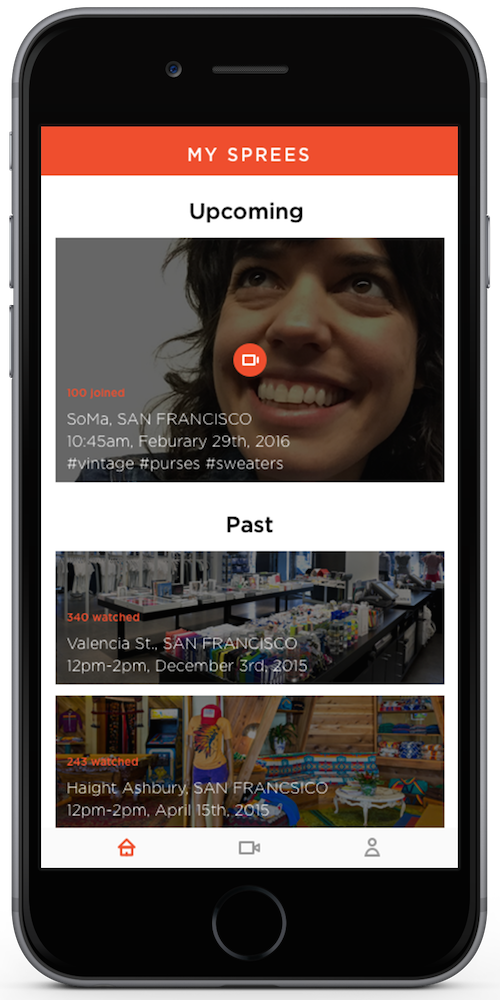 MY SPREES
Upcoming
100 joined
SoMa, SAN FRANCISCO
10:45am, Feburary 29th, 2016
#vintage #purses #sweaters
Past
340 watched
Valencia St., SAN FRANCISCO
12pm-2pm, December 3rd, 2015
243 watched
Haight Ashbury, SAN FRANCSICO
12pm-2pm, April 15th, 2015